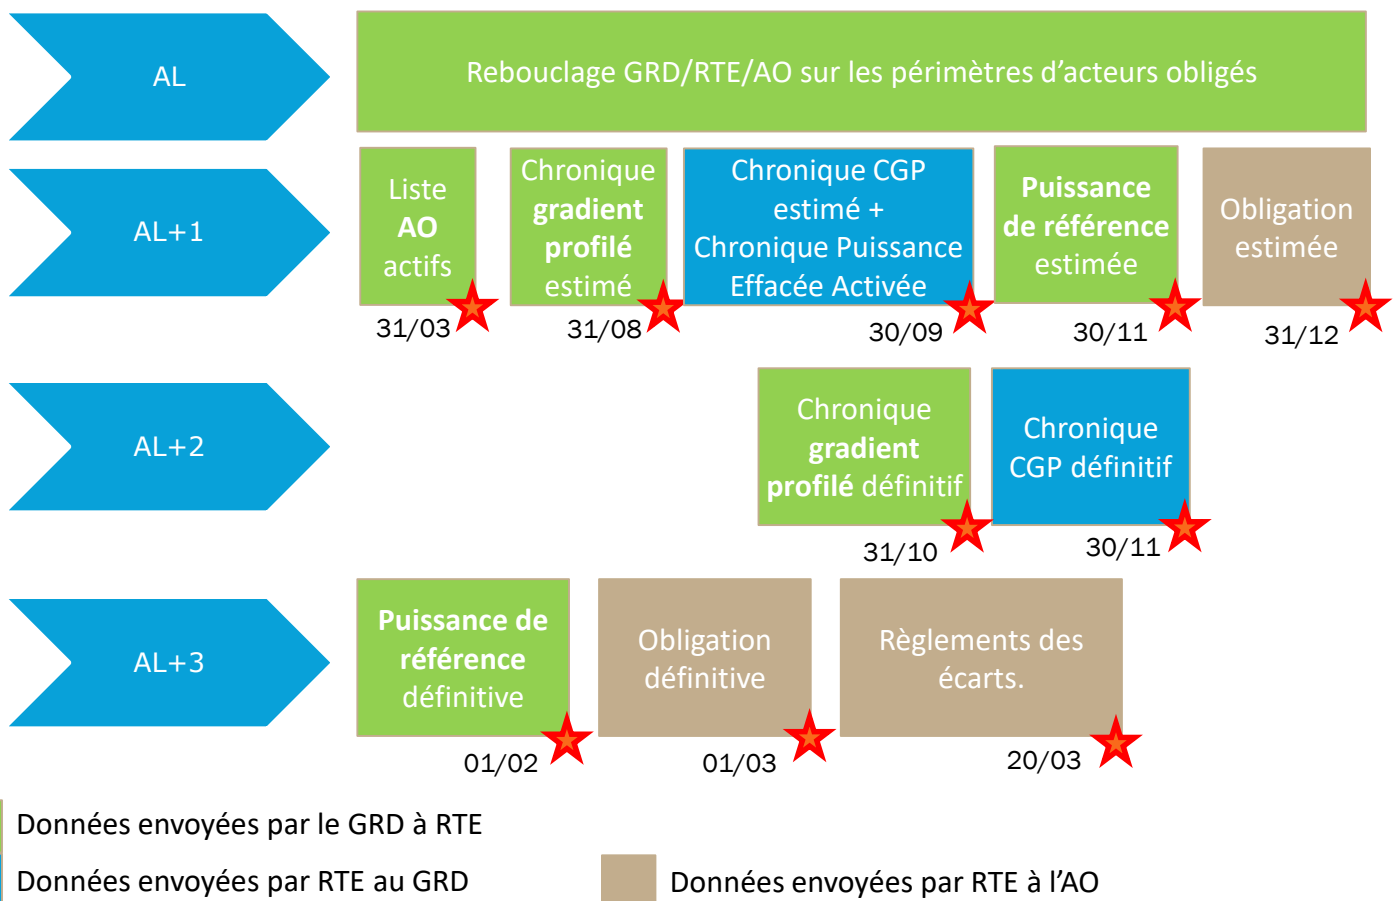 AL
Rebouclage GRD/RTE/AO sur les périmètres d’acteurs obligés
AL+1
Liste
AO
actifs
31/03
Chronique
gradient
profilé
estimé
31/08
Chronique CGP
estimé +
Chronique Puissance
Effacée Activée
30/09
Puissance
de référence
estimée
30/11
Obligation
estimée
31/12
AL+2
Chronique
gradient
profilé définitif
31/10
Chronique
CGP définitif
30/11
AL+3
Puissance de
référence
définitive
01/02
Obligation
définitive
01/03
Règlements des
écarts.
20/03
Données envoyées par le GRD à RTE
Données envoyées par RTE au GRD
Données envoyées par RTE à l’AO